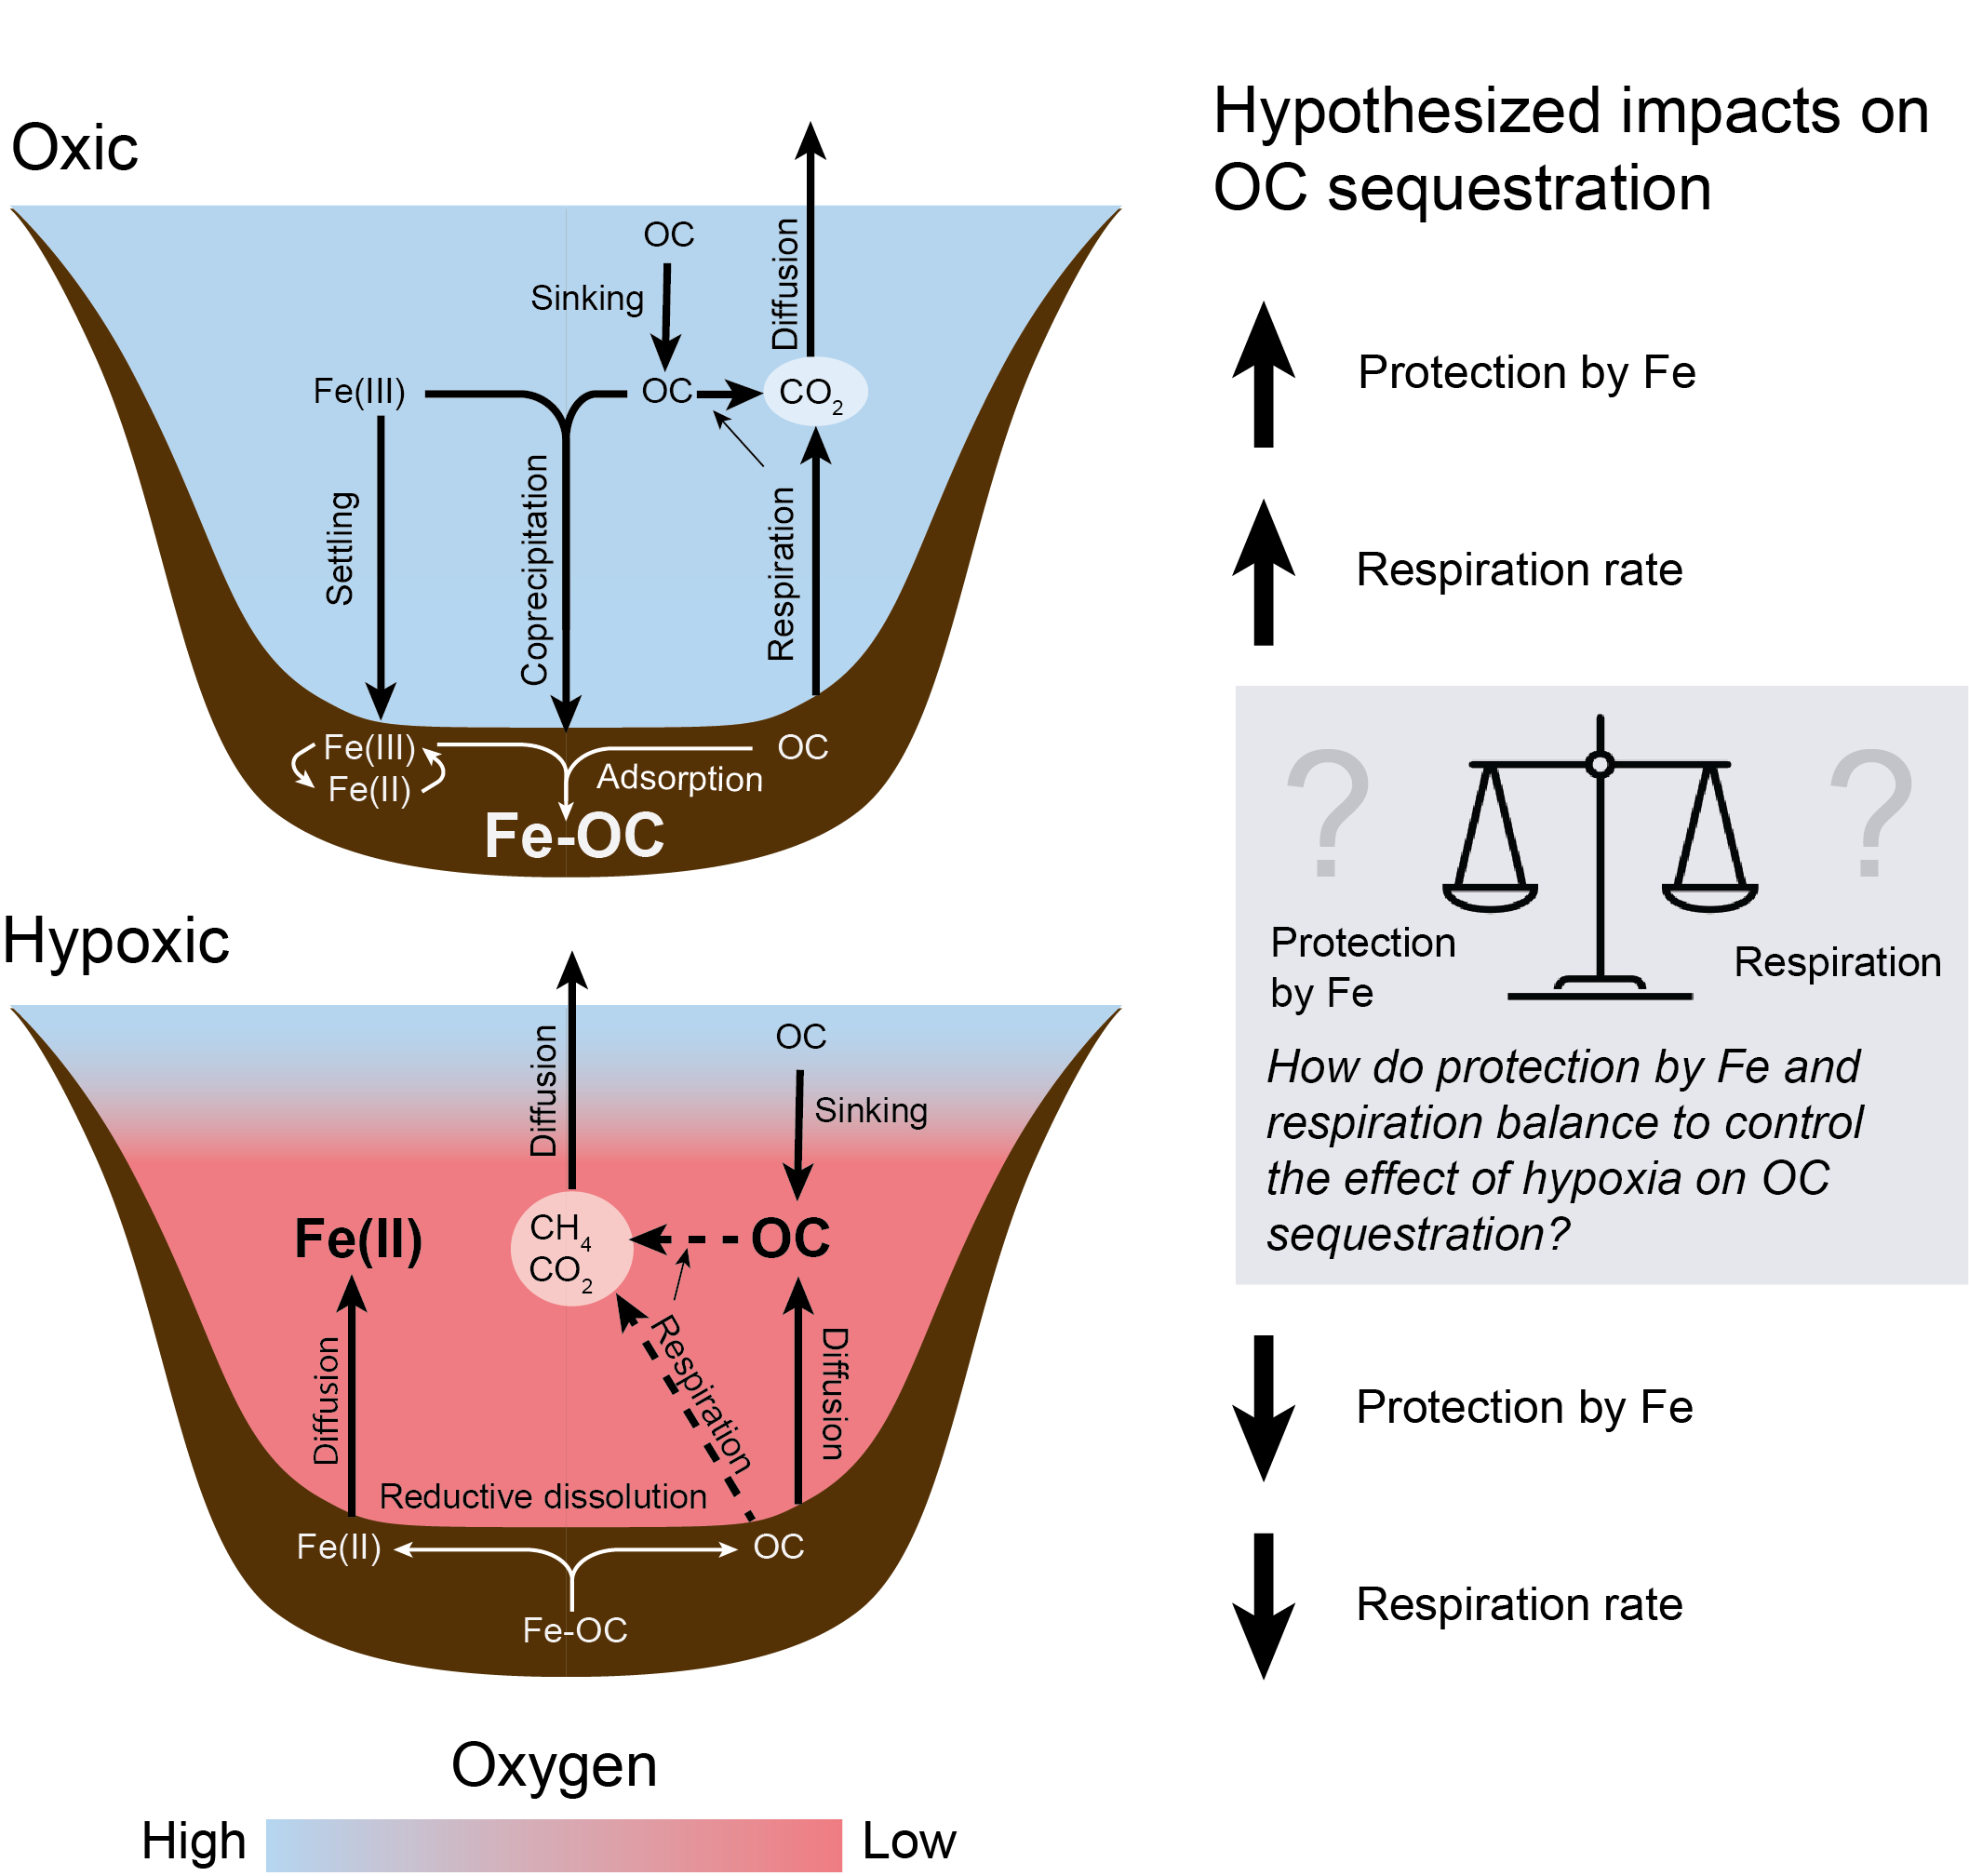 Oxic
OC
Sinking
Diffusion
Fe(III)
OC
CO2
Settling
Coprecipitation
Respiration
Fe(III)
OC
Fe(II)
Adsorption
Fe-OC
Hypoxic
OC
Diffusion
Sinking
Fe(II)
CH4
CO2
OC
Diffusion
Respiration
Diffusion
Reductive dissolution
Fe(II)
OC
Fe-OC
Oxygen
High
Low
Hypothesized impacts on
OC sequestration
Protection by Fe
Respiration rate
? ?
Protection
by Fe
Respiration
How do protection by Fe and
respiration balance to control
the effect of hypoxia on OC
sequestration?
Protection by Fe
Respiration rate